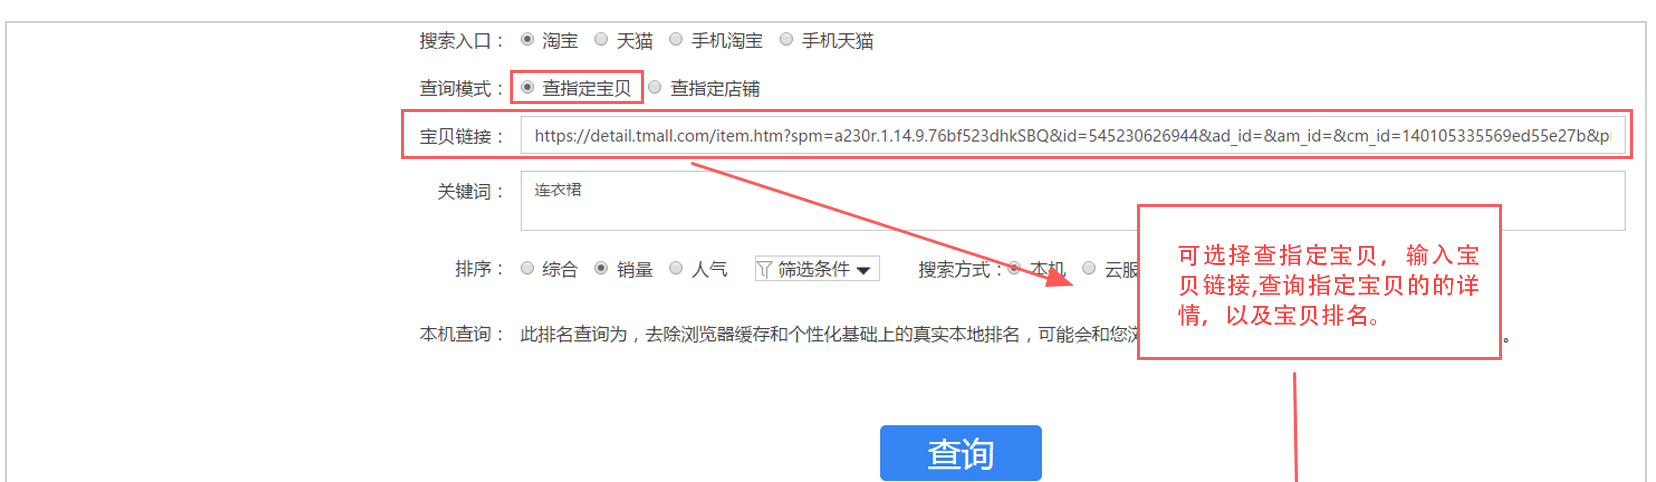 搜索入口： 淘宝 天猫 手机淘宝 手机天猫
查询模式： 查指定宝贝 查指定店铺
宝贝链接： https://detail.tmall.com/item.htm?spm=a230r.1.14.9.76bf523dhkSBQ&id=545230626944&ad_id=&am_id=&cm_id=140105335569ed55e27b&p
关键词： 连衣裙
排序： 综合 销量 人气 筛选条件 搜索方式： 本机 云服
可选择查指定宝贝，输入宝
贝链接,查询指定宝贝的的详
情，以及宝贝排名。
本机查询： 此排名查询为，去除浏览器缓存和个性化基础上的真实本地排名，可能会和您 。
查询